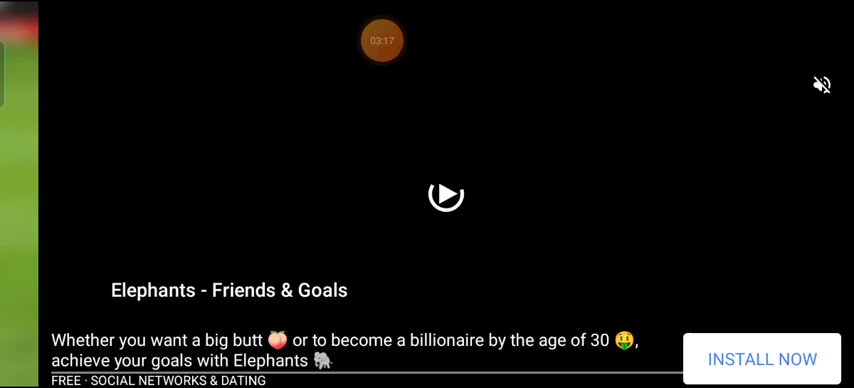 03:17
Elephants - Friends & Goals
Whether you want a big butt 🍑 or to become a billionaire by the age of 30 🤑,
achieve your goals with Elephants 🐘
INSTALL NOW
FREE · SOCIAL NETWORKS & DATING